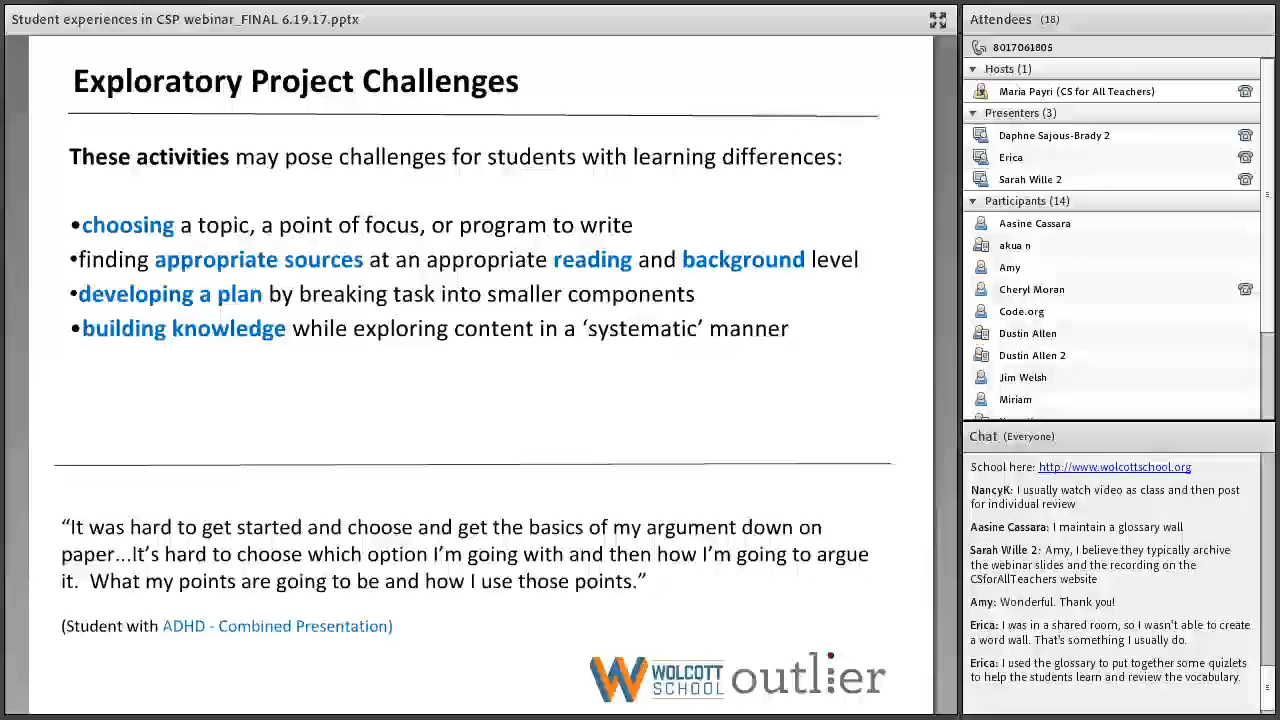 Student experiences in CSP webinar_FINAL 6.19.17.pptx
Exploratory Project Challenges
These activities may pose challenges for students with learning differences:
•choosing a topic, a point of focus, or program to write
•finding appropriate sources at an appropriate reading and background level
•developing a plan by breaking task into smaller components
•building knowledge while exploring content in a ‘systematic’ manner
“It was hard to get started and choose and get the basics of my argument down on
paper...It’s hard to choose which option I’m going with and then how I’m going to argue
it.  What my points are going to be and how I use those points.”
(Student with ADHD - Combined Presentation)
WOLCOTT
SCHOOL
outlier
Attendees (18)
8017061805
Hosts (1)
Maria Payri (CS for All Teachers)
Presenters (3)
Daphne Sajous-Brady 2
Erica
Sarah Wille 2
Participants (14)
Aasine Cassara
akua n
Amy
Cheryl Moran
Code.org
Dustin Allen
Dustin Allen 2
Jim Welsh
Miriam
Chat (Everyone)
School here: http://www.wolcottschool.org
NancyK: I usually watch video as class and then post
for individual review
Aasine Cassara: I maintain a glossary wall
Sarah Wille 2: Amy, I believe they typically archive
the webinar slides and the recording on the
CSforAllTeachers website
Amy: Wonderful. Thank you!
Erica: I was in a shared room, so I wasn't able to create
a word wall. That's something I usually do.
Erica: I used the glossary to put together some quizlets
to help the students learn and review the vocabulary.